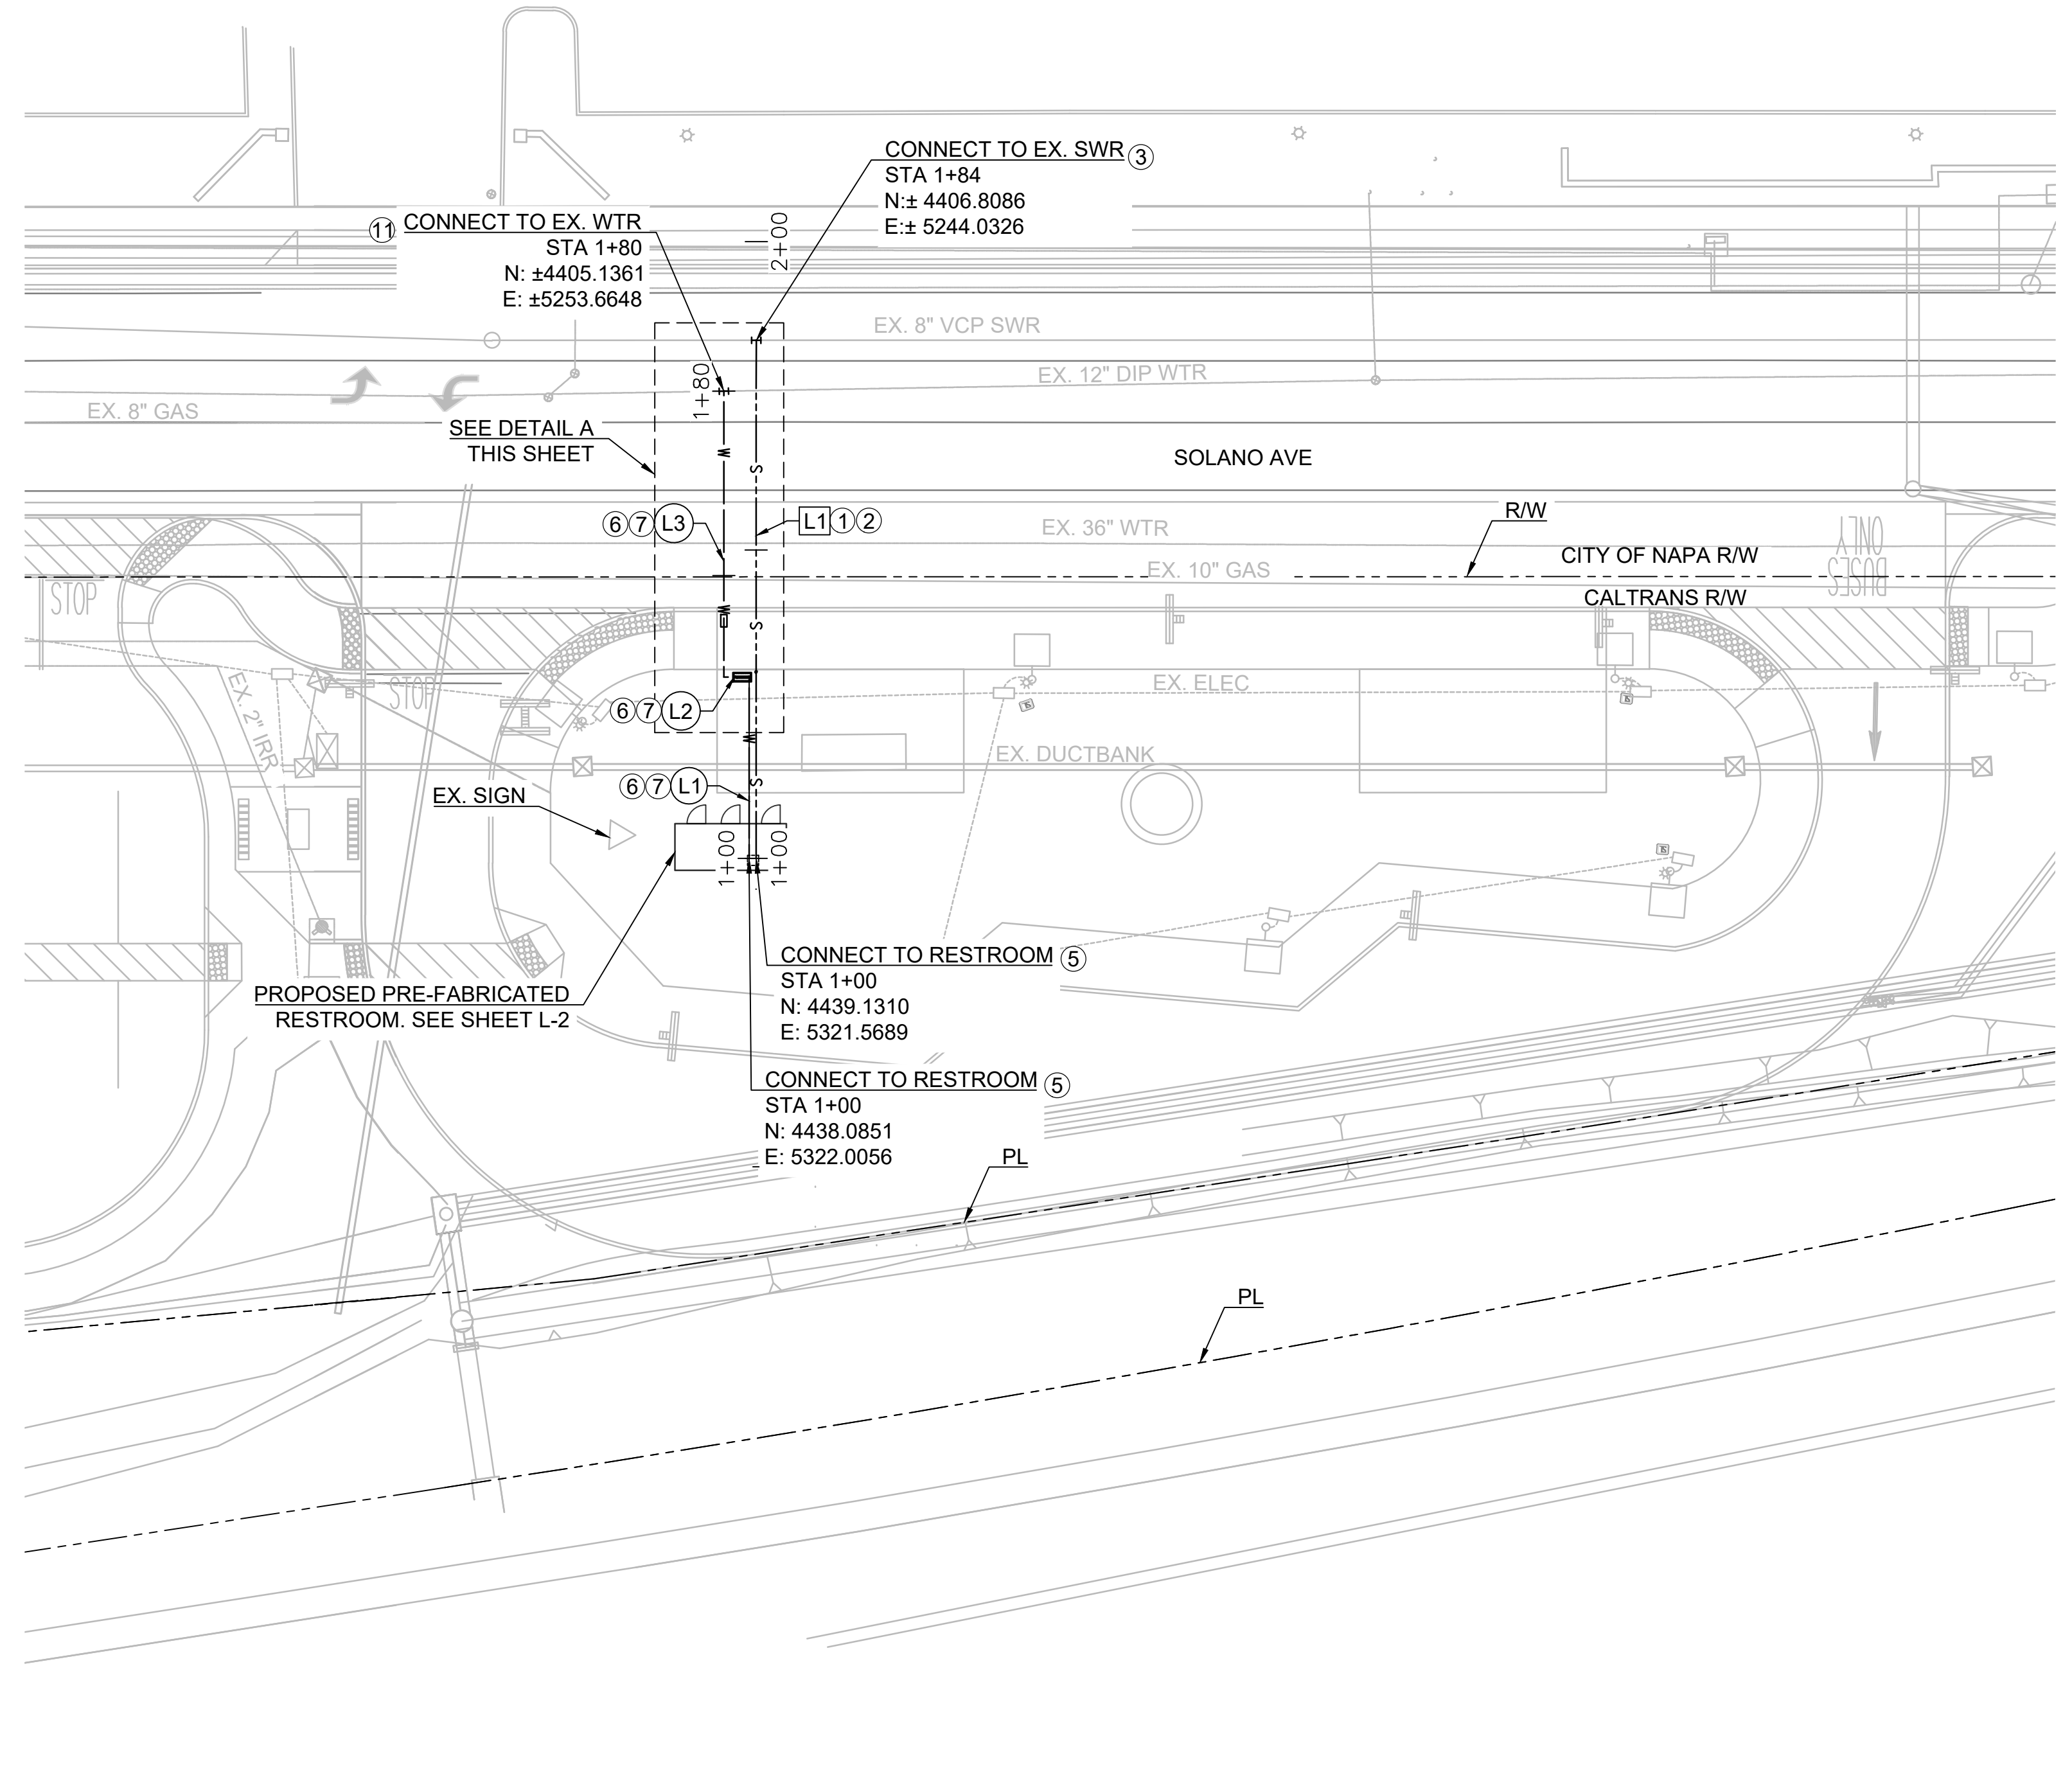 CONNECT TO EX. SWR 3
STA 1+84
N:± 4406.8086
E:± 5244.0326
2+00
11 CONNECT TO EX. WTR
STA 1+80
N: ±4405.1361
E: ±5253.6648
EX. 8" VCP SWR
1+80
EX. 12" DIP WTR
EX. 8" GAS
SEE DETAIL A
THIS SHEET
W
S
SOLANO AVE
R/W
6 7 L3
L1 1 2
EX. 36" WTR
ONLY
BUSES
CITY OF NAPA R/W
EX. 10" GAS
STOP
CALTRANS R/W
W
S
STOP
EX. ELEC
6 7 L2
EX. 2" IRR
W
EX. DUCTBANK
S
6 7 L1
EX. SIGN
1+00
1+00
CONNECT TO RESTROOM 5
STA 1+00
N: 4439.1310
E: 5321.5689
PROPOSED PRE-FABRICATED
RESTROOM. SEE SHEET L-2
CONNECT TO RESTROOM 5
STA 1+00
N: 4438.0851
E: 5322.0056
PL
PL